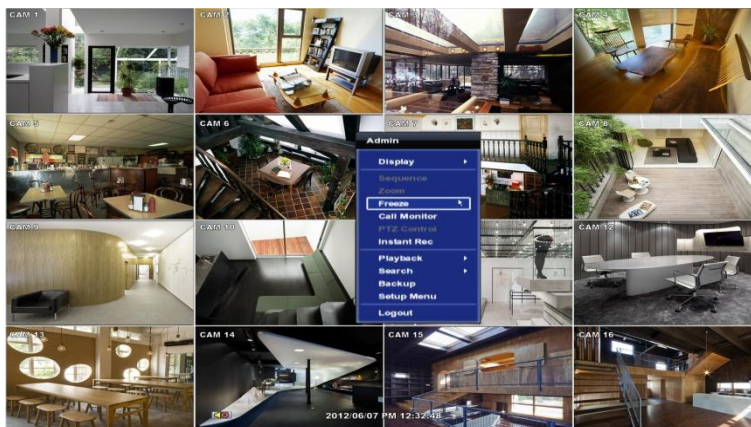 CAM 1
CAM 2
CAM 3
CAM 4
CAM 5
CAM 6
CAM 7
CAM 8
Admin
Display
Sequence
Zoom
Freeze
Call Monitor
PTZ Control
Instant Rec
Playback
Search
Backup
Setup Menu
Logout
CAM 9
CAM 10
CAM 12
CAM 13
CAM 14
CAM 15
CAM 16
2012/06/07 PM 12:32:48